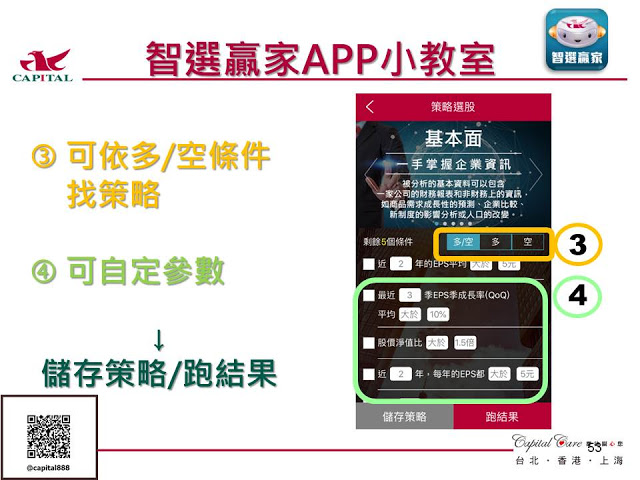 CAPITAL
智選贏家APP小教室
智選贏家
③ 可依多/空條件
找策略
④ 可自定參數
↓
儲存策略/跑結果
@capital888
策略選股
基本面
一手掌握企業資訊
被分析的基本資料可以包含
一家公司的財務報表和非財務上的資訊
如商品需求成長性的預測、企業比較、
新制度的影響分析或人口的改變。
剩餘5個條件 多/空 多 空
3
近 2 年的EPS平均 大於 5元
4
最近 3 季EPS季成長率(QoQ)
平均 大於 10%
股價淨值比 大於 1.5倍
近 2 年，每年的EPS都 大於 5元
儲存策略 跑結果
Capital Care
53
台北・香港・上海